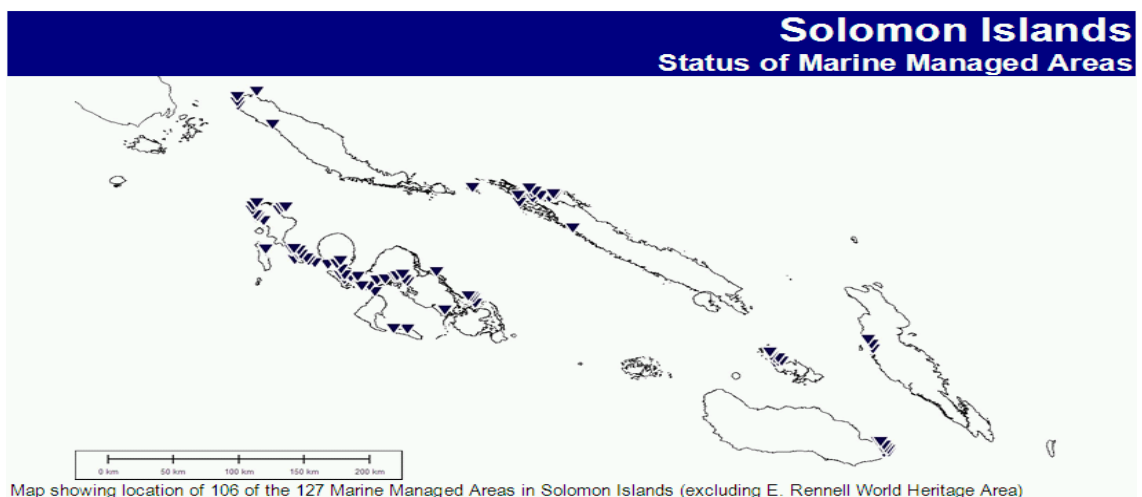 Solomon Islands
Status of Marine Managed Areas
0 km 50 km 100 km 150 km 200 km
Map showing location of 106 of the 127 Marine Managed Areas in Solomon Islands (excluding E. Rennell World Heritage Area)